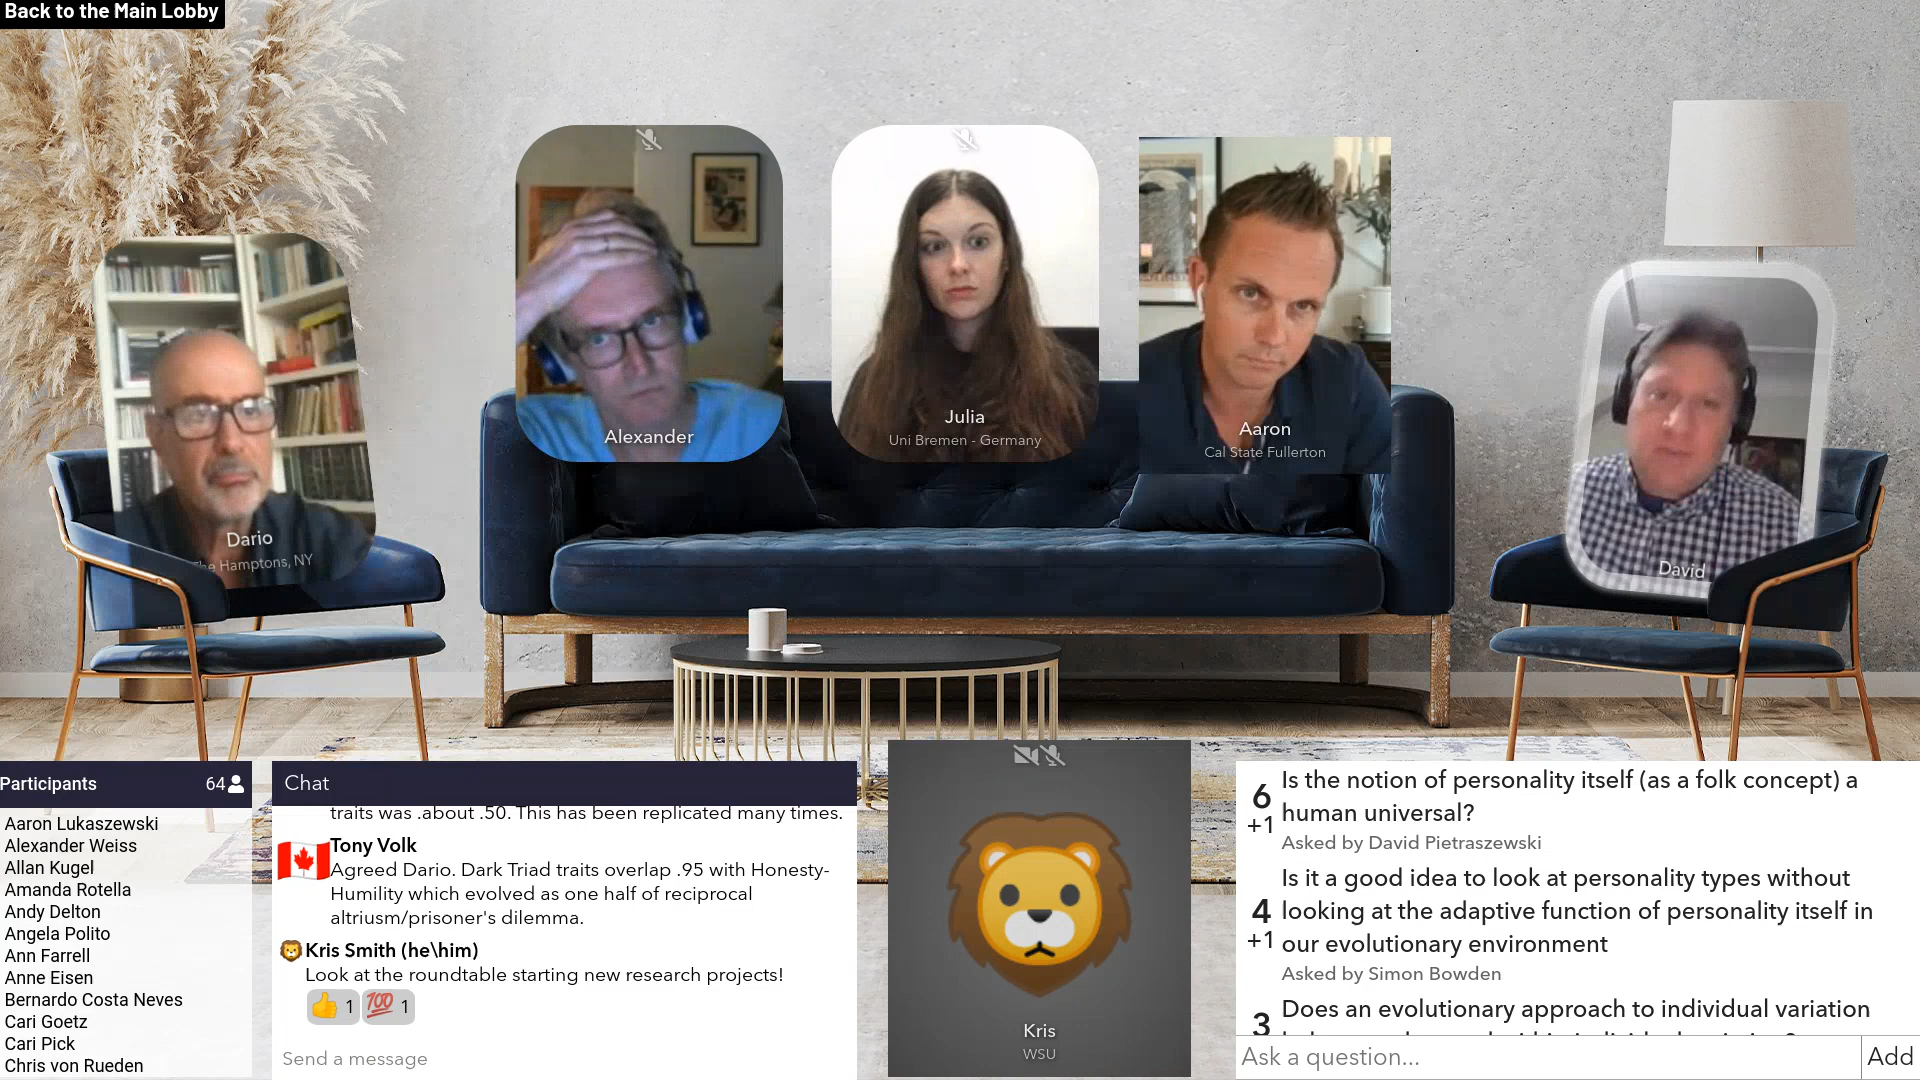 Back to the Main Lobby
Alexander
Julia
Uni Bremen - Germany
Aaron
Cal State Fullerton
Dario
The Hamptons, NY
David
Participants 64
Aaron Lukaszewski
Alexander Weiss
Allan Kugel
Amanda Rotella
Andy Delton
Angela Polito
Ann Farrell
Anne Eisen
Bernardo Costa Neves
Cari Goetz
Cari Pick
Chris von Rueden
Chat
traits was .about .50. This has been replicated many times.
Tony Volk
Agreed Dario. Dark Triad traits overlap .95 with Honesty-
Humility which evolved as one half of reciprocal
altriusm/prisoner's dilemma.
Kris Smith (he\him)
Look at the roundtable starting new research projects!
1 100 1
Send a message
Kris
WSU
6 +1
Is the notion of personality itself (as a folk concept) a
human universal?
Asked by David Pietraszewski
4 +1
Is it a good idea to look at personality types without
looking at the adaptive function of personality itself in
our evolutionary environment
Asked by Simon Bowden
3
Does an evolutionary approach to individual variation
Ask a question... Add